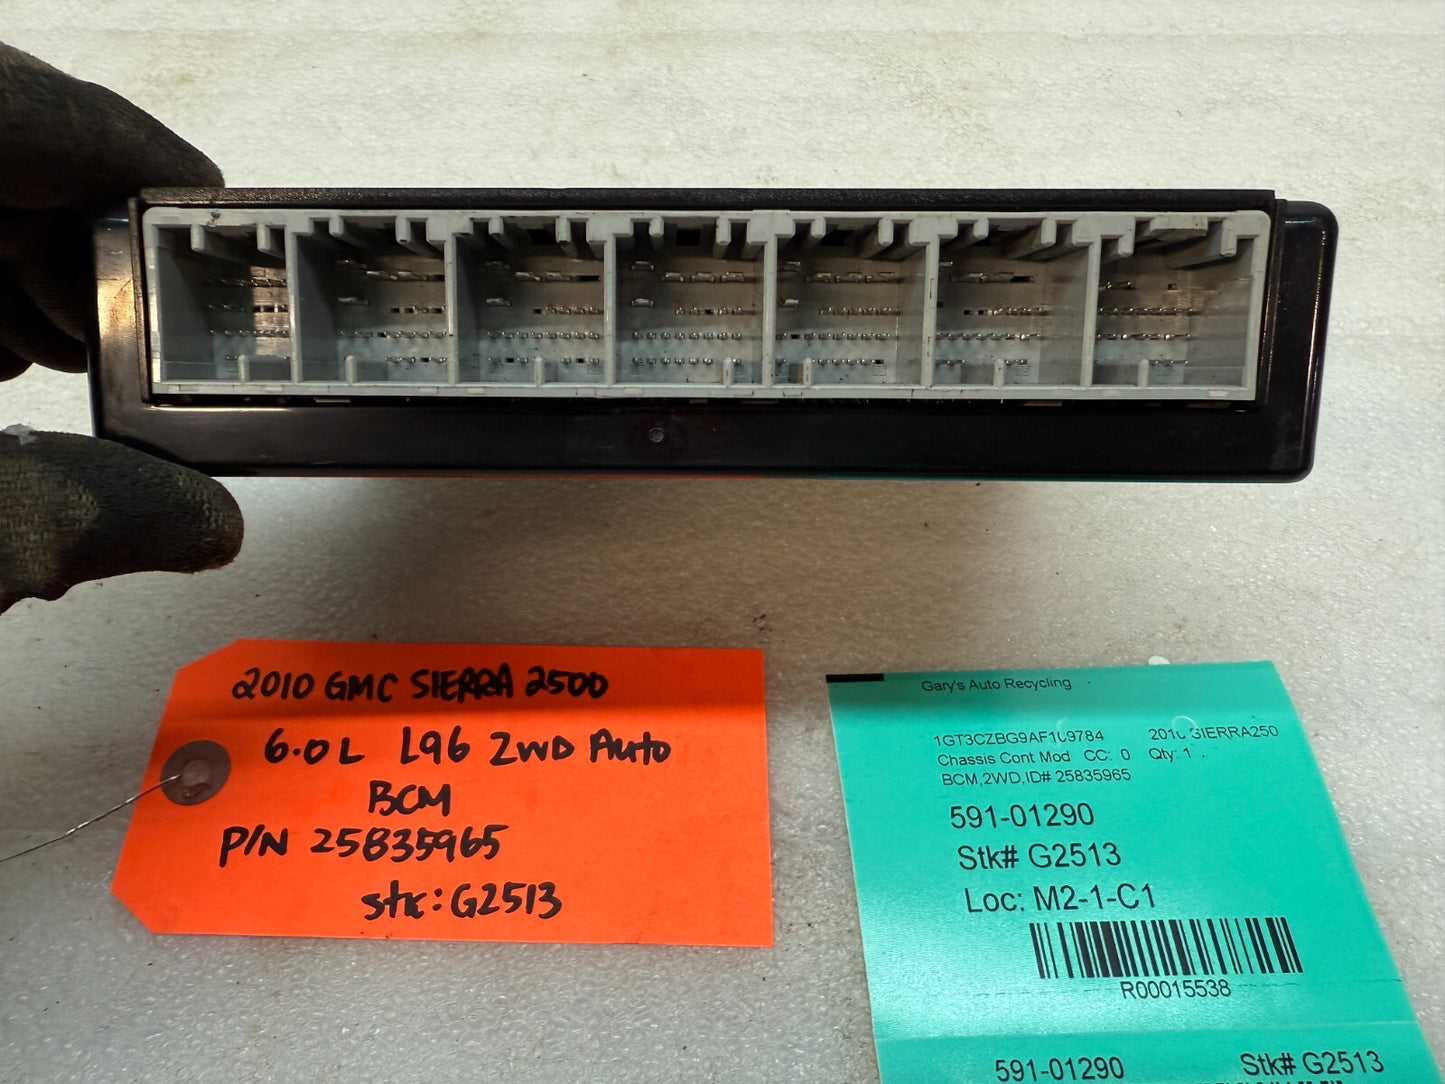 2010 GMC SIERRA 2500
6.0L L96 2WD Auto
BCM
P/N 25835965
stk: G2513
Gary's Auto Recycling
2010 SIERRA250
Chassis Cont Mod CC: 0 Qty: 1
BCM,2WD,ID# 25835965
591-01290
Stk# G2513
Loc: M2-1-C1
R00015538
591-01290 Stk# G2513